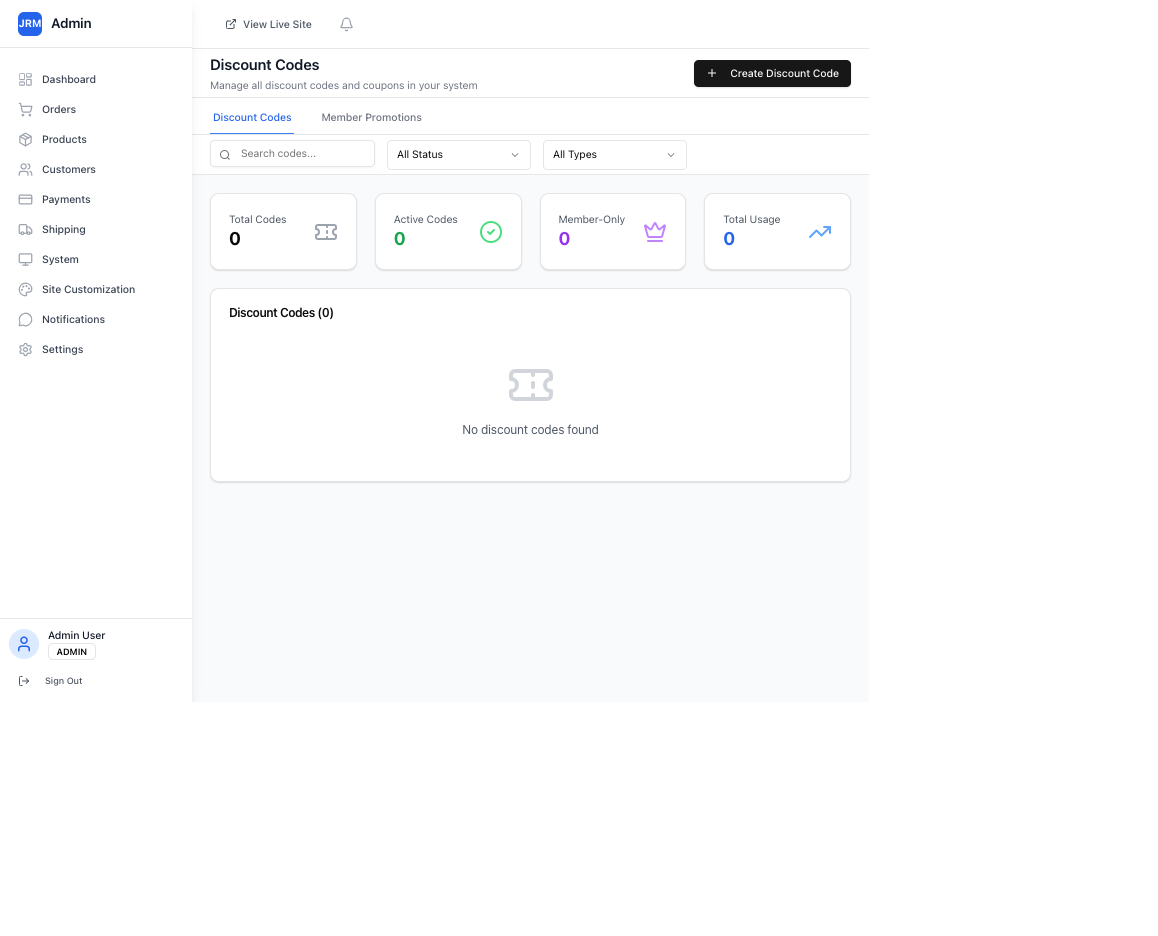 JRM Admin
View Live Site
Dashboard
Orders
Products
Customers
Payments
Shipping
System
Site Customization
Notifications
Settings
Admin User
ADMIN
Sign Out
Discount Codes
Manage all discount codes and coupons in your system
Create Discount Code
Discount Codes Member Promotions
Search codes... All Status All Types
Total Codes
0
Active Codes
0
Member-Only
0
Total Usage
0
Discount Codes (0)
No discount codes found